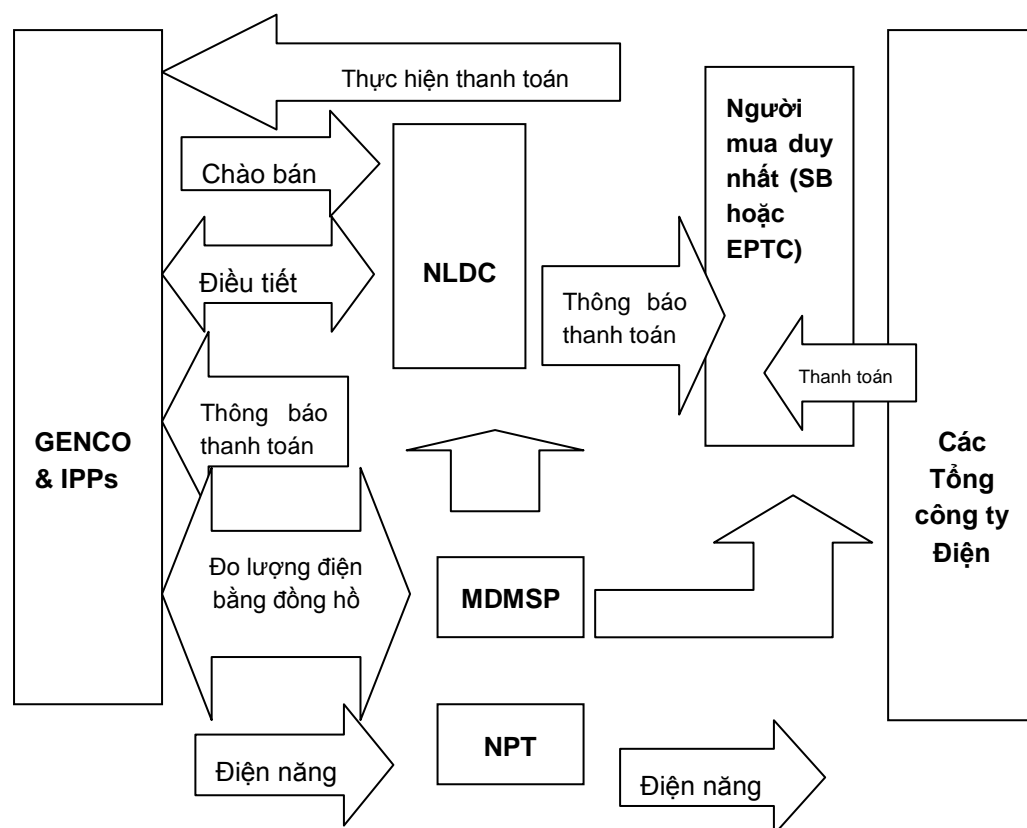 Thực hiện thanh toán
Người
mua duy
nhất (SB
hoặc
EPTC)
Chào bán
Điều tiết
NLDC
Thông báo
thanh toán
Thanh toán
Thông báo
thanh toán
GENCO
& IPPs
Các
Tổng
công ty
Điện
Đo lượng điện
bằng đồng hồ
MDMSP
NPT
Điện năng
Điện năng